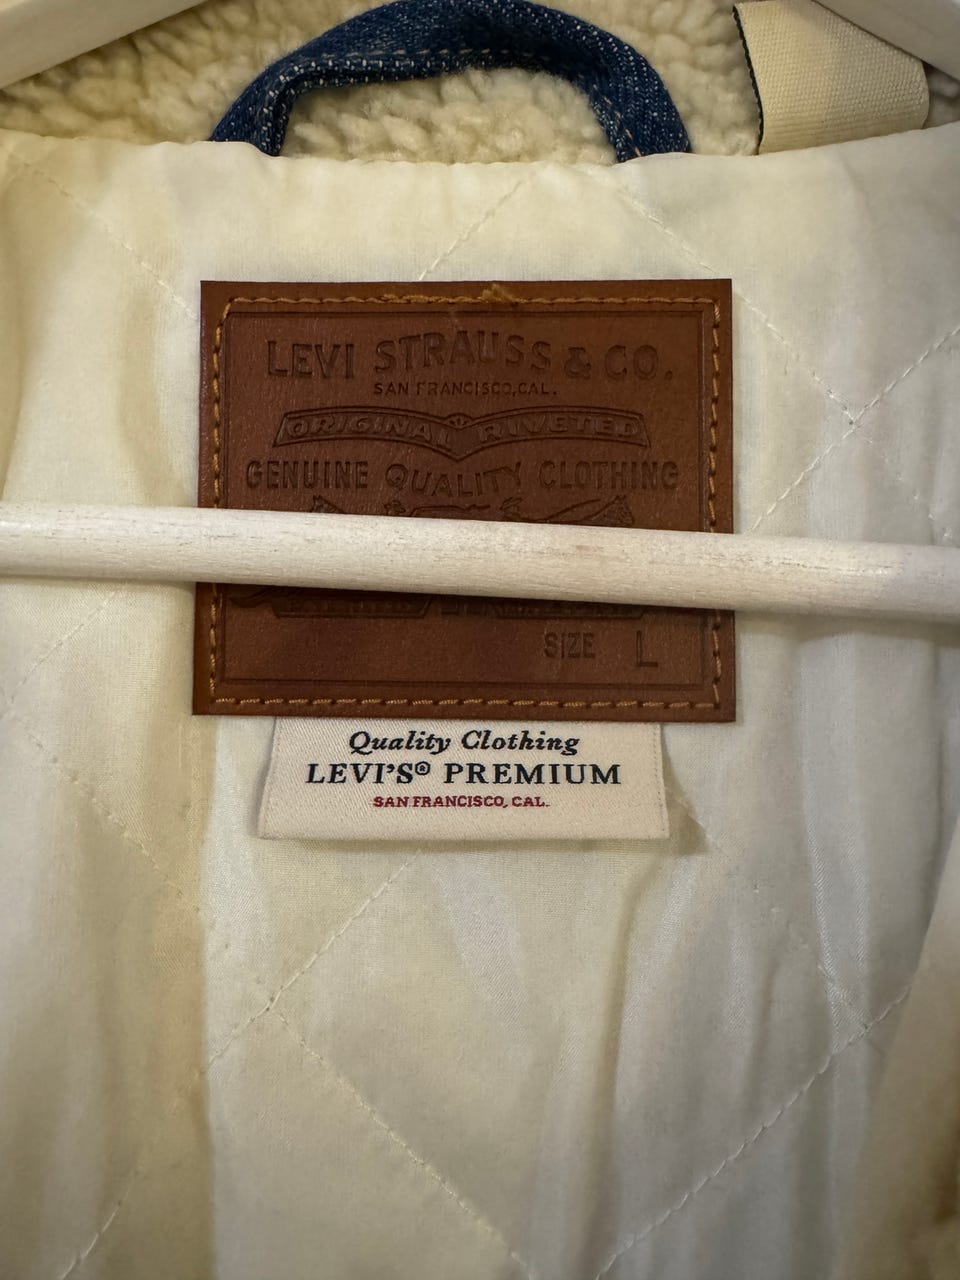 LEVI STRAUSS & CO.
SAN FRANCISCO, CAL.
ORIGINAL RIVETED
GENUINE QUALITY CLOTHING
SIZE L
Quality Clothing
LEVI'S® PREMIUM
SAN FRANCISCO, CAL.